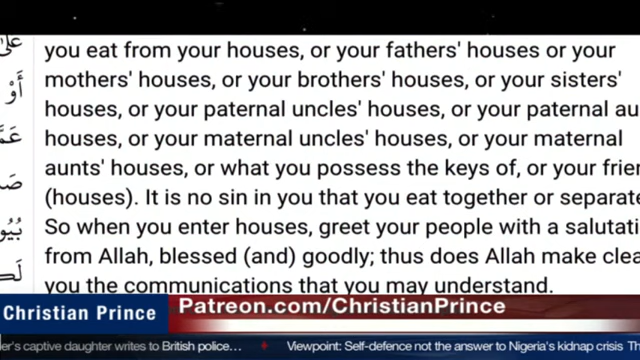 you eat from your houses, or your fathers' houses or your
mothers' houses, or your brothers' houses, or your sisters'
houses, or your paternal uncles' houses, or your paternal
houses, or your maternal uncles' houses, or your maternal
aunts' houses, or what you possess the keys of, or your
(houses). It is no sin in you that you eat together or
So when you enter houses, greet your people with a
from Allah, blessed (and) goodly; thus does Allah make
you the communications that you may understand.
أَوْ
Christian Prince
Patreon.com/ChristianPrince
captive daughter writes to British police... Viewpoint: Self-defence not the answer to Nigeria's kidnap crisis